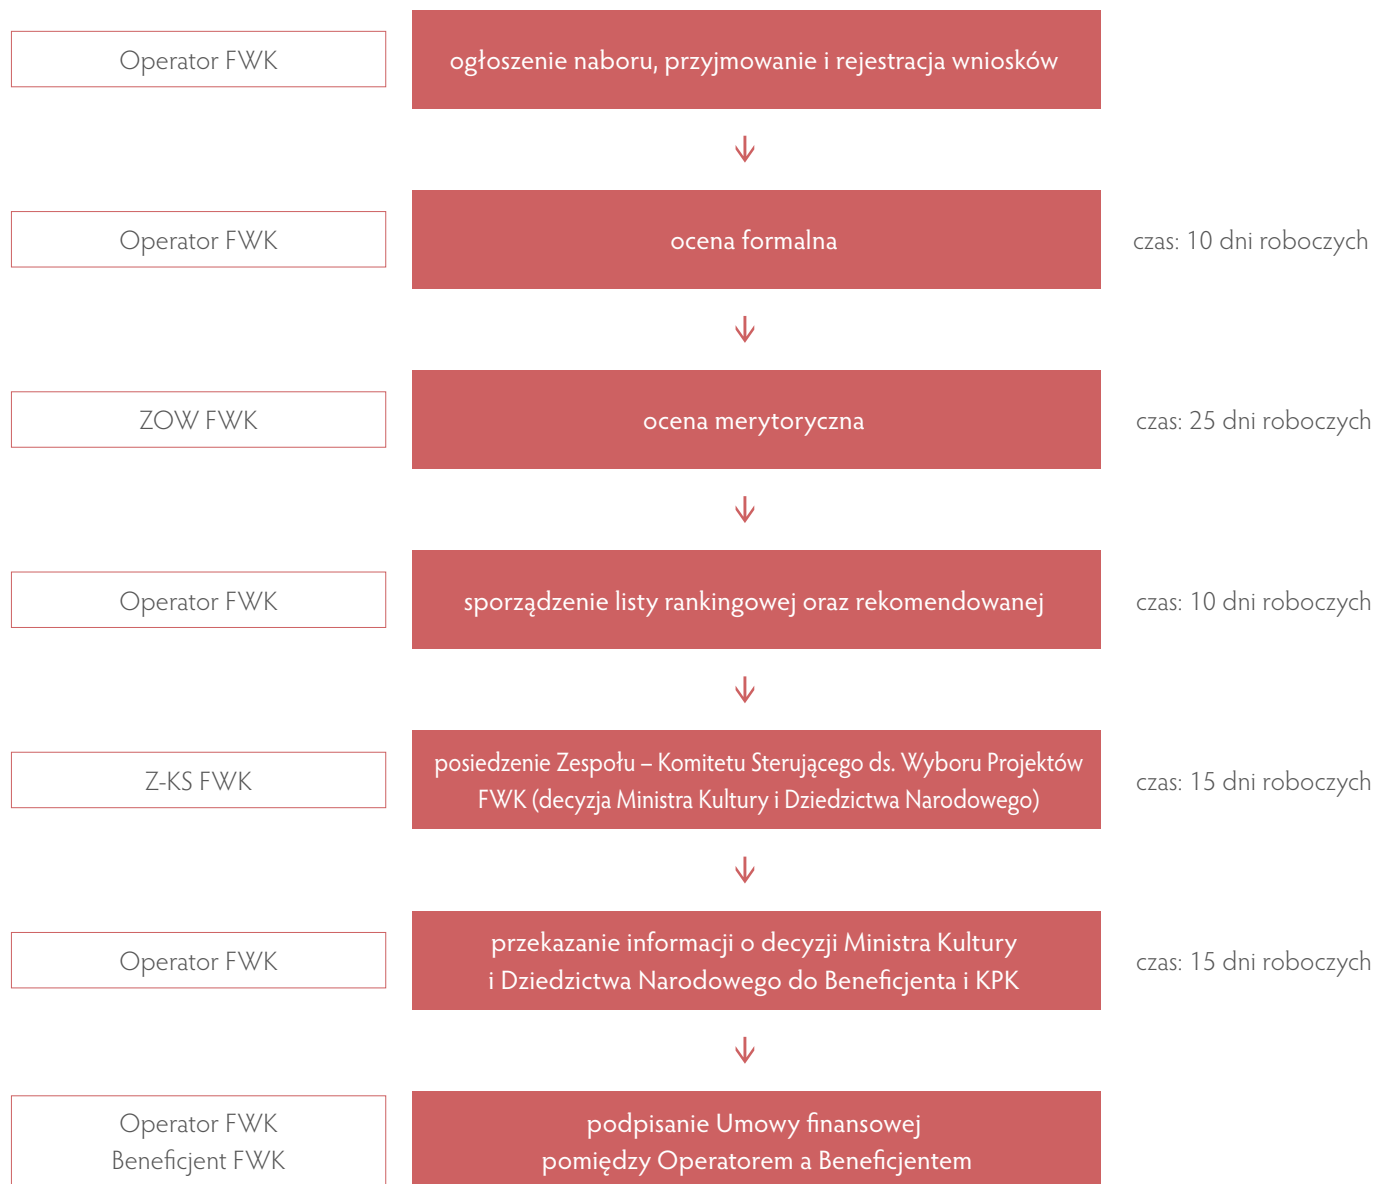 Operator FWK
ogłoszenie naboru, przyjmowanie i rejestracja wniosków
Operator FWK
ocena formalna
czas: 10 dni roboczych
ZOW FWK
ocena merytoryczna
czas: 25 dni roboczych
Operator FWK
sporządzenie listy rankingowej oraz rekomendowanej
czas: 10 dni roboczych
Z-KS FWK
posiedzenie Zespołu – Komitetu Sterującego ds. Wyboru Projektów
FWK (decyzja Ministra Kultury i Dziedzictwa Narodowego)
czas: 15 dni roboczych
Operator FWK
przekazanie informacji o decyzji Ministra Kultury
i Dziedzictwa Narodowego do Beneficjenta i KPK
czas: 15 dni roboczych
Operator FWK
Beneficjent FWK
podpisanie Umowy finansowej
pomiędzy Operatorem a Beneficjentem